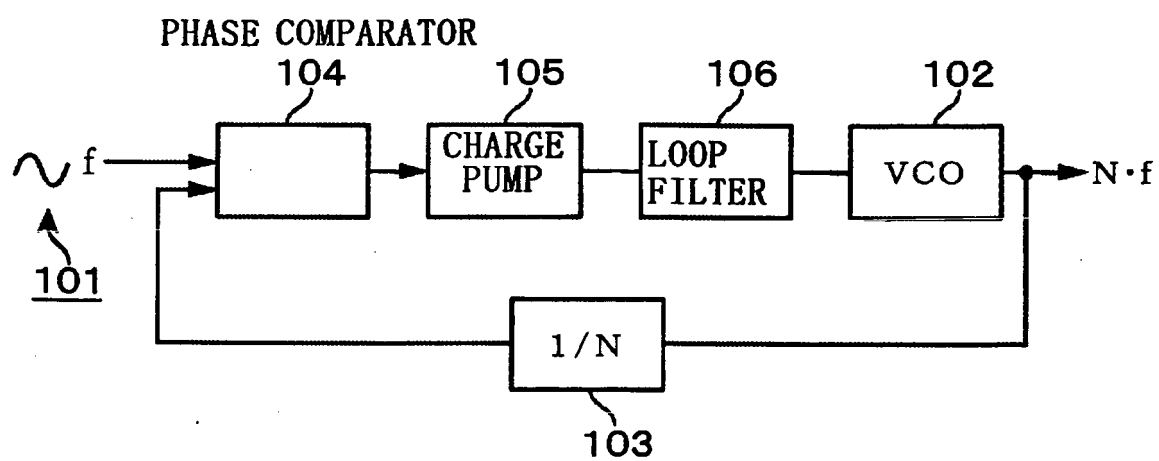 PHASE COMPARATOR
104
105
106
102
f
CHARGE
PUMP
LOOP
FILTER
VCO
N·f
101
1/N
103